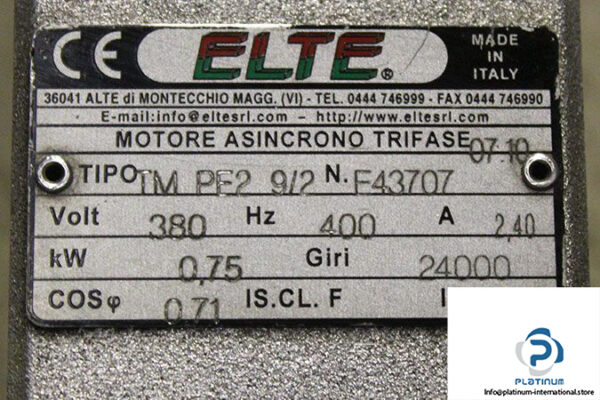 CE ELTE® MADE
IN
ITALY
36041 ALTE di MONTECCHIO MAGG. (VI) - TEL. 0444 746999 - FAX 0444 746990
E-mail:info@eltesrl.com – http://www.eltesrl.com
MOTORE ASINCRONO TRIFASE 07.10
TIPO TM PE2 9/2 N. F43707
Volt 380 Hz 400 A 2,40
kW 0,75 Giri 24000
COSφ 0.71 IS.CL. F I
PLATINUM
Info@platinum-international.store